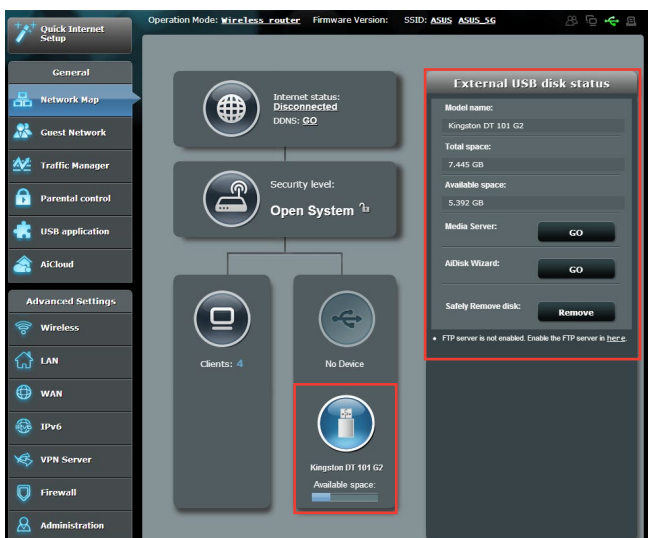 Quick Internet
Setup
Operation Mode: Wireless router Firmware Version: SSID: ASUS ASUS_5G
General
Network Map
Guest Network
Traffic Manager
Parental control
USB application
AiCloud
Advanced Settings
Wireless
LAN
WAN
IPv6
VPN Server
Firewall
Administration
Internet status:
Disconnected
DDNS: GO
Security level:
Open System
Clients: 4
No Device
Kingston DT 101 G2
Available space:
External USB disk status
Model name:
Kingston DT 101 G2
Total space:
7.445 GB
Available space:
5.392 GB
Media Server: GO
AiDisk Wizard: GO
Safely Remove disk: Remove
• FTP server is not enabled. Enable the FTP server in here.